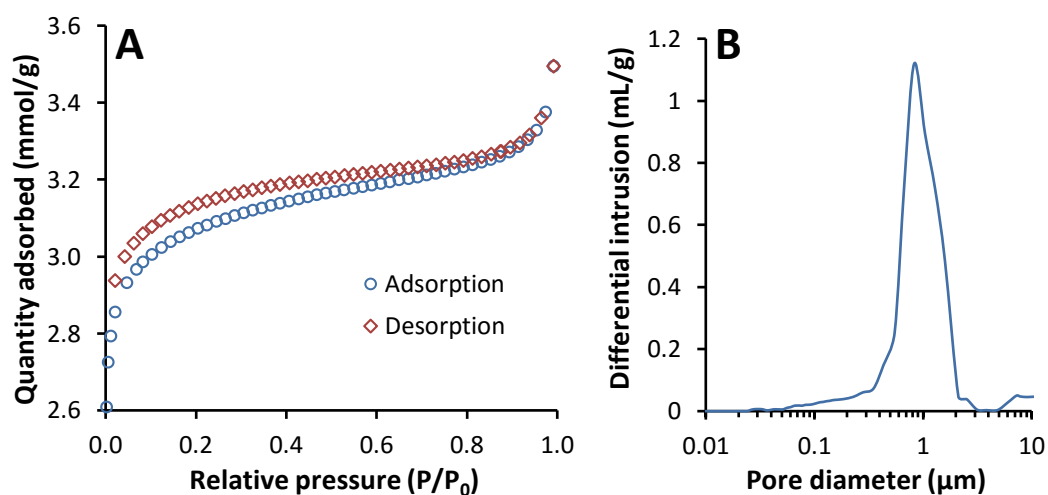 A
Quantity adsorbed (mmol/g)
3.6
3.4
3.2
3.0
2.8
2.6
Adsorption
Desorption
0.0 0.2 0.4 0.6 0.8 1.0
Relative pressure (P/P₀)
B
Differential intrusion (mL/g)
1.2
1
0.8
0.6
0.4
0.2
0
0.01 0.1 1 10
Pore diameter (µm)